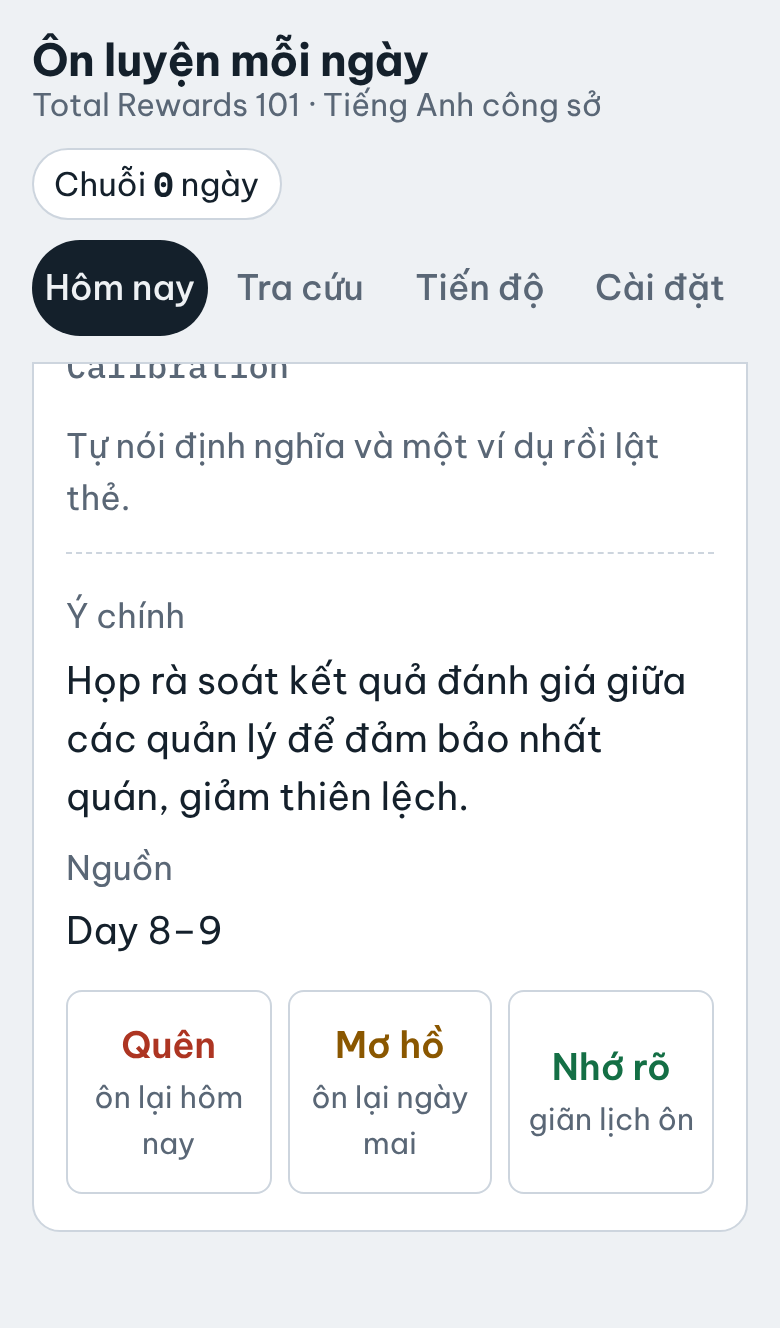 Ôn luyện mỗi ngày
Total Rewards 101 · Tiếng Anh công sở
Chuỗi 0 ngày
Hôm nay
Tra cứu
Tiến độ
Cài đặt
Calibration
Tự nói định nghĩa và một ví dụ rồi lật
thẻ.
Ý chính
Họp rà soát kết quả đánh giá giữa
các quản lý để đảm bảo nhất
quán, giảm thiên lệch.
Nguồn
Day 8–9
Quên
ôn lại hôm
nay
Mơ hồ
ôn lại ngày
mai
Nhớ rõ
giãn lịch ôn